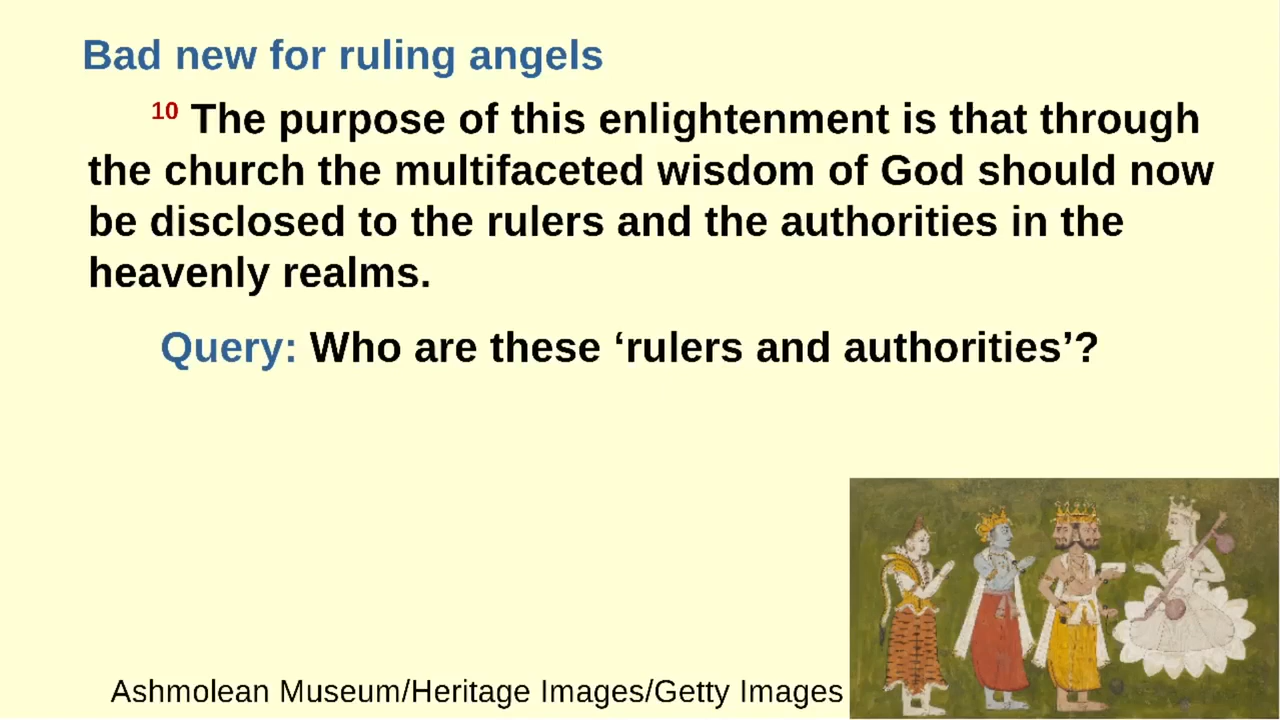 Bad new for ruling angels
10 The purpose of this enlightenment is that through
the church the multifaceted wisdom of God should now
be disclosed to the rulers and the authorities in the
heavenly realms.
Query: Who are these ‘rulers and authorities’?
Ashmolean Museum/Heritage Images/Getty Images